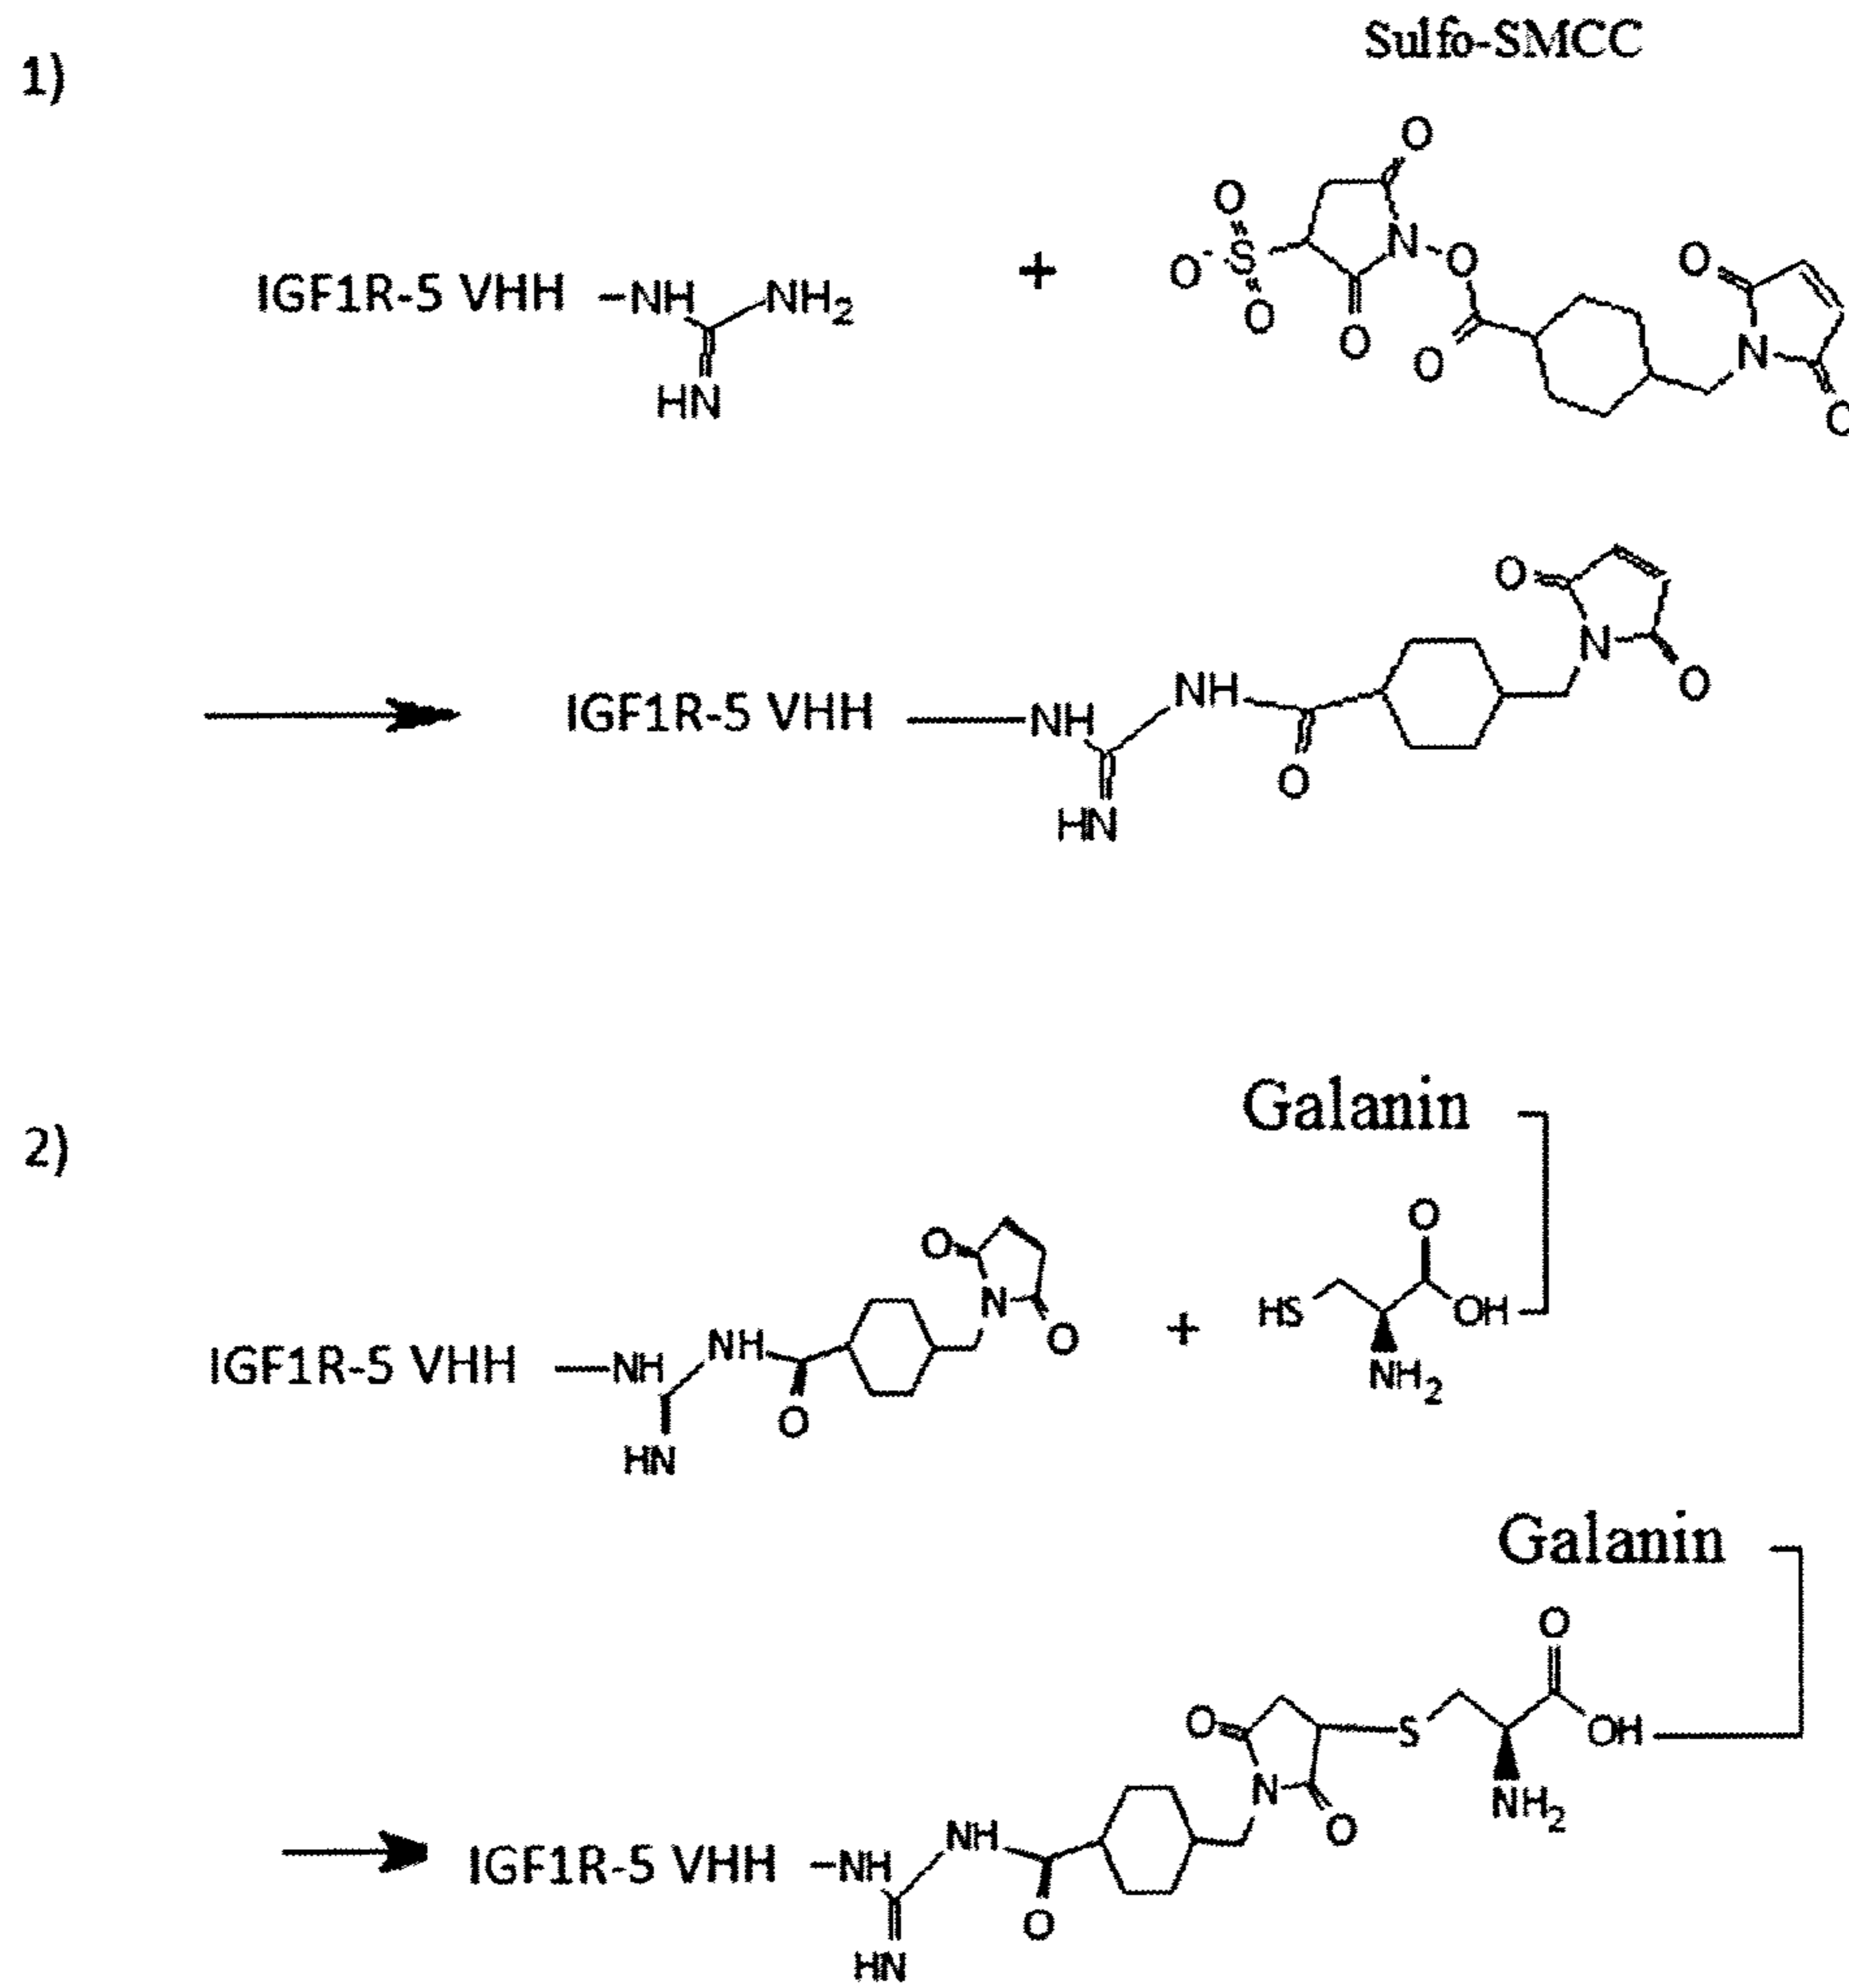 Sulfo-SMCC
1)
O
O
O
S
O-
N
O
O
O
O
N
O
IGF1R-5 VHH
-NH
NH2
HN
+
IGF1R-5 VHH
NH
HN
NH
O
O
N
O
2)
Galanin
IGF1R-5 VHH
NH
HN
NH
O
O
N
O
+
HS
O
OH
NH2
Galanin
IGF1R-5 VHH
-NH
HN
NH
O
O
N
O
S
O
OH
NH2